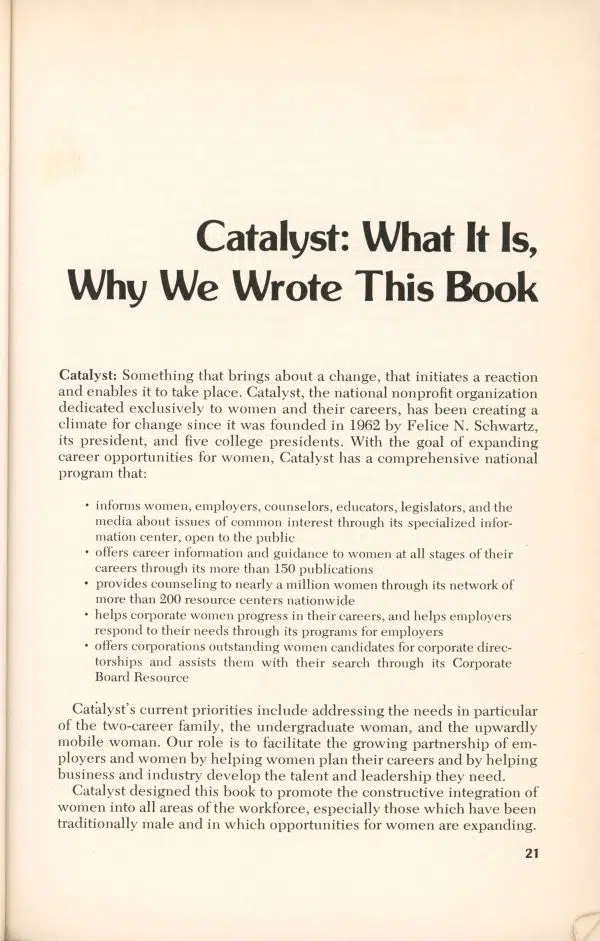 Catalyst: What It Is,
Why We Wrote This Book
Catalyst: Something that brings about a change, that initiates a reaction
and enables it to take place. Catalyst, the national nonprofit organization
dedicated exclusively to women and their careers, has been creating a
climate for change since it was founded in 1962 by Felice N. Schwartz,
its president, and five college presidents. With the goal of expanding
career opportunities for women, Catalyst has a comprehensive national
program that:
• informs women, employers, counselors, educators, legislators, and the
media about issues of common interest through its specialized infor-
mation center, open to the public
• offers career information and guidance to women at all stages of their
careers through its more than 150 publications
• provides counseling to nearly a million women through its network of
more than 200 resource centers nationwide
• helps corporate women progress in their careers, and helps employers
respond to their needs through its programs for employers
• offers corporations outstanding women candidates for corporate direc-
torships and assists them with their search through its Corporate
Board Resource
Catalyst's current priorities include addressing the needs in particular
of the two-career family, the undergraduate woman, and the upwardly
mobile woman. Our role is to facilitate the growing partnership of em-
ployers and women by helping women plan their careers and by helping
business and industry develop the talent and leadership they need.
Catalyst designed this book to promote the constructive integration of
women into all areas of the workforce, especially those which have been
traditionally male and in which opportunities for women are expanding.
21